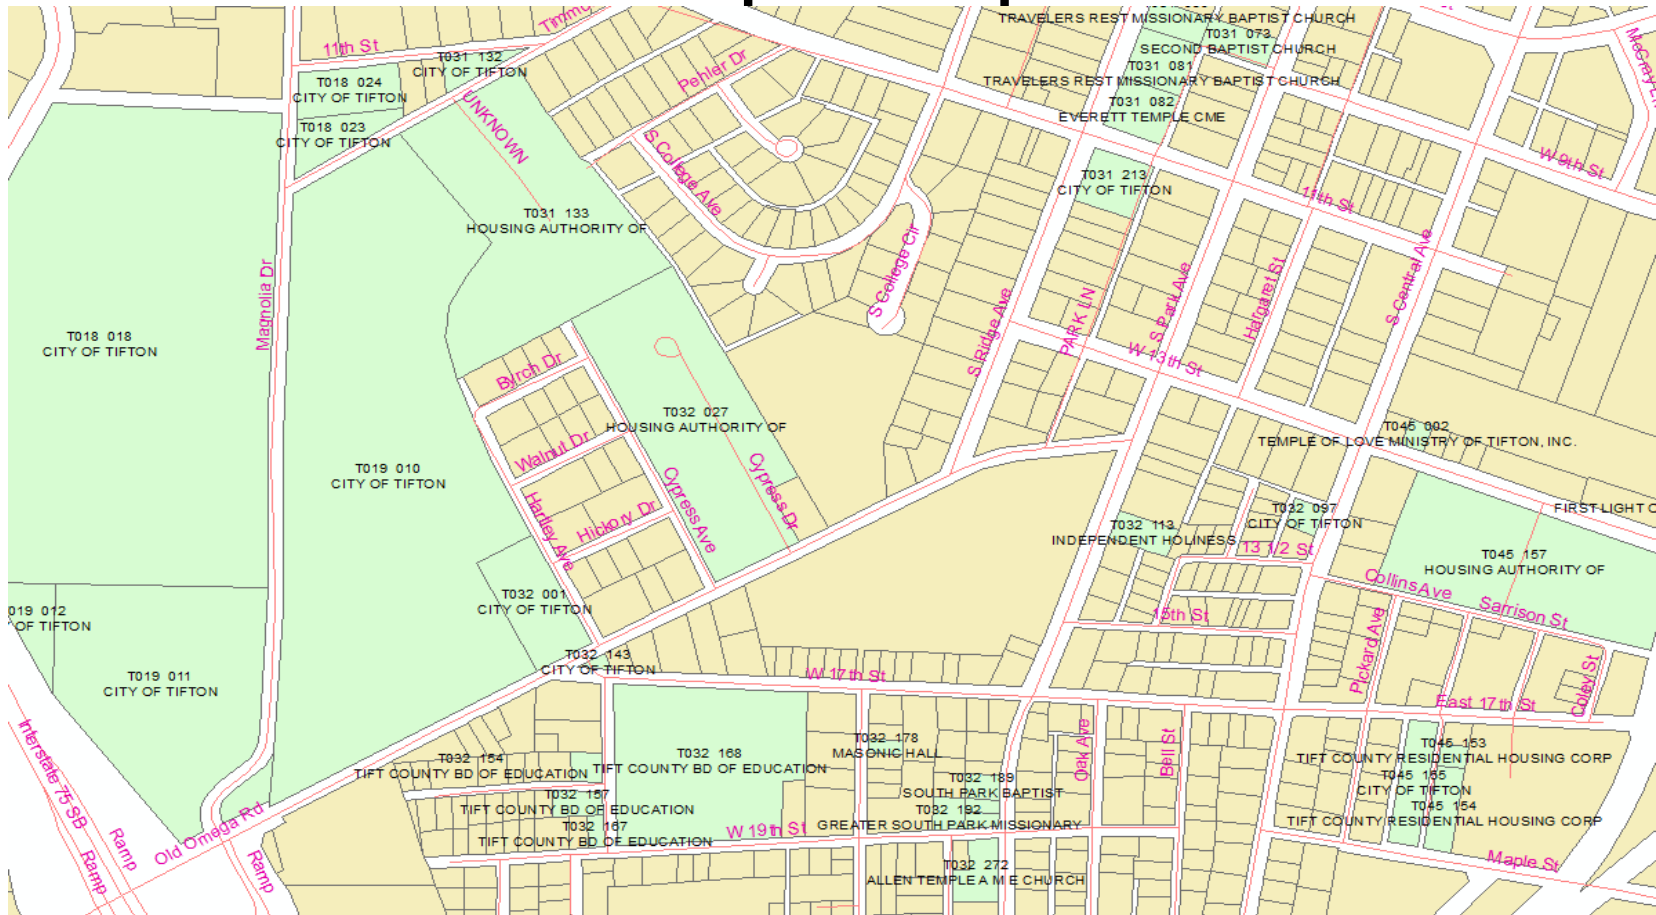 TRAVELERS REST MISSIONARY BAPTIST CHURCH
T031 073
SECOND BAPTIST CHURCH
11th St
T031 132
CITY OF TIFTON
T031 081
TRAVELERS REST MISSIONARY BAPTIST CHURCH
T018 024
CITY OF TIFTON
Pehler Dr
T031 082
EVERETT TEMPLE CME
T018 023
CITY OF TIFTON
UNKNOWN
S College Ave
W 9th St
T031 213
CITY OF TIFTON
11th St
T031 133
HOUSING AUTHORITY OF
Magnolia Dr
S College Cir
S Ridge Ave
PARK LN
S Park Ave
Hargaret St
S Central Ave
T018 018
CITY OF TIFTON
Byrch Dr
W 13th St
T032 027
HOUSING AUTHORITY OF
T045 002
TEMPLE OF LOVE MINISTRY OF TIFTON, INC.
Walnut Dr
T019 010
CITY OF TIFTON
Cypress Ave
Cypress Dr
Hartley Ave
Hickory Dr
T032 097
CITY OF TIFTON
FIRST LIGHT C
T032 113
INDEPENDENT HOLINESS
13 1/2 St
T045 157
HOUSING AUTHORITY OF
Collins Ave
Sarrison St
T032 001
CITY OF TIFTON
019 012
OF TIFTON
15th St
Pickard Ave
Coley St
T032 143
CITY OF TIFTON
W 17th St
T019 011
CITY OF TIFTON
East 17th St
Interstate 75 SB
Ramp
Ramp
Old Omega Rd
Ramp
T032 154
TIFT COUNTY BD OF EDUCATION
T032 168
TIFT COUNTY BD OF EDUCATION
T032 178
MASONIC HALL
Oak Ave
Bell St
T045 153
TIFT COUNTY RESIDENTIAL HOUSING CORP
T045 155
CITY OF TIFTON
T045 154
TIFT COUNTY RESIDENTIAL HOUSING CORP
T032 189
SOUTH PARK BAPTIST
T032 157
TIFT COUNTY BD OF EDUCATION
T032 192
GREATER SOUTH PARK MISSIONARY
T032 167
TIFT COUNTY BD OF EDUCATION
W 19th St
T032 272
ALLEN TEMPLE A M E CHURCH
Maple St